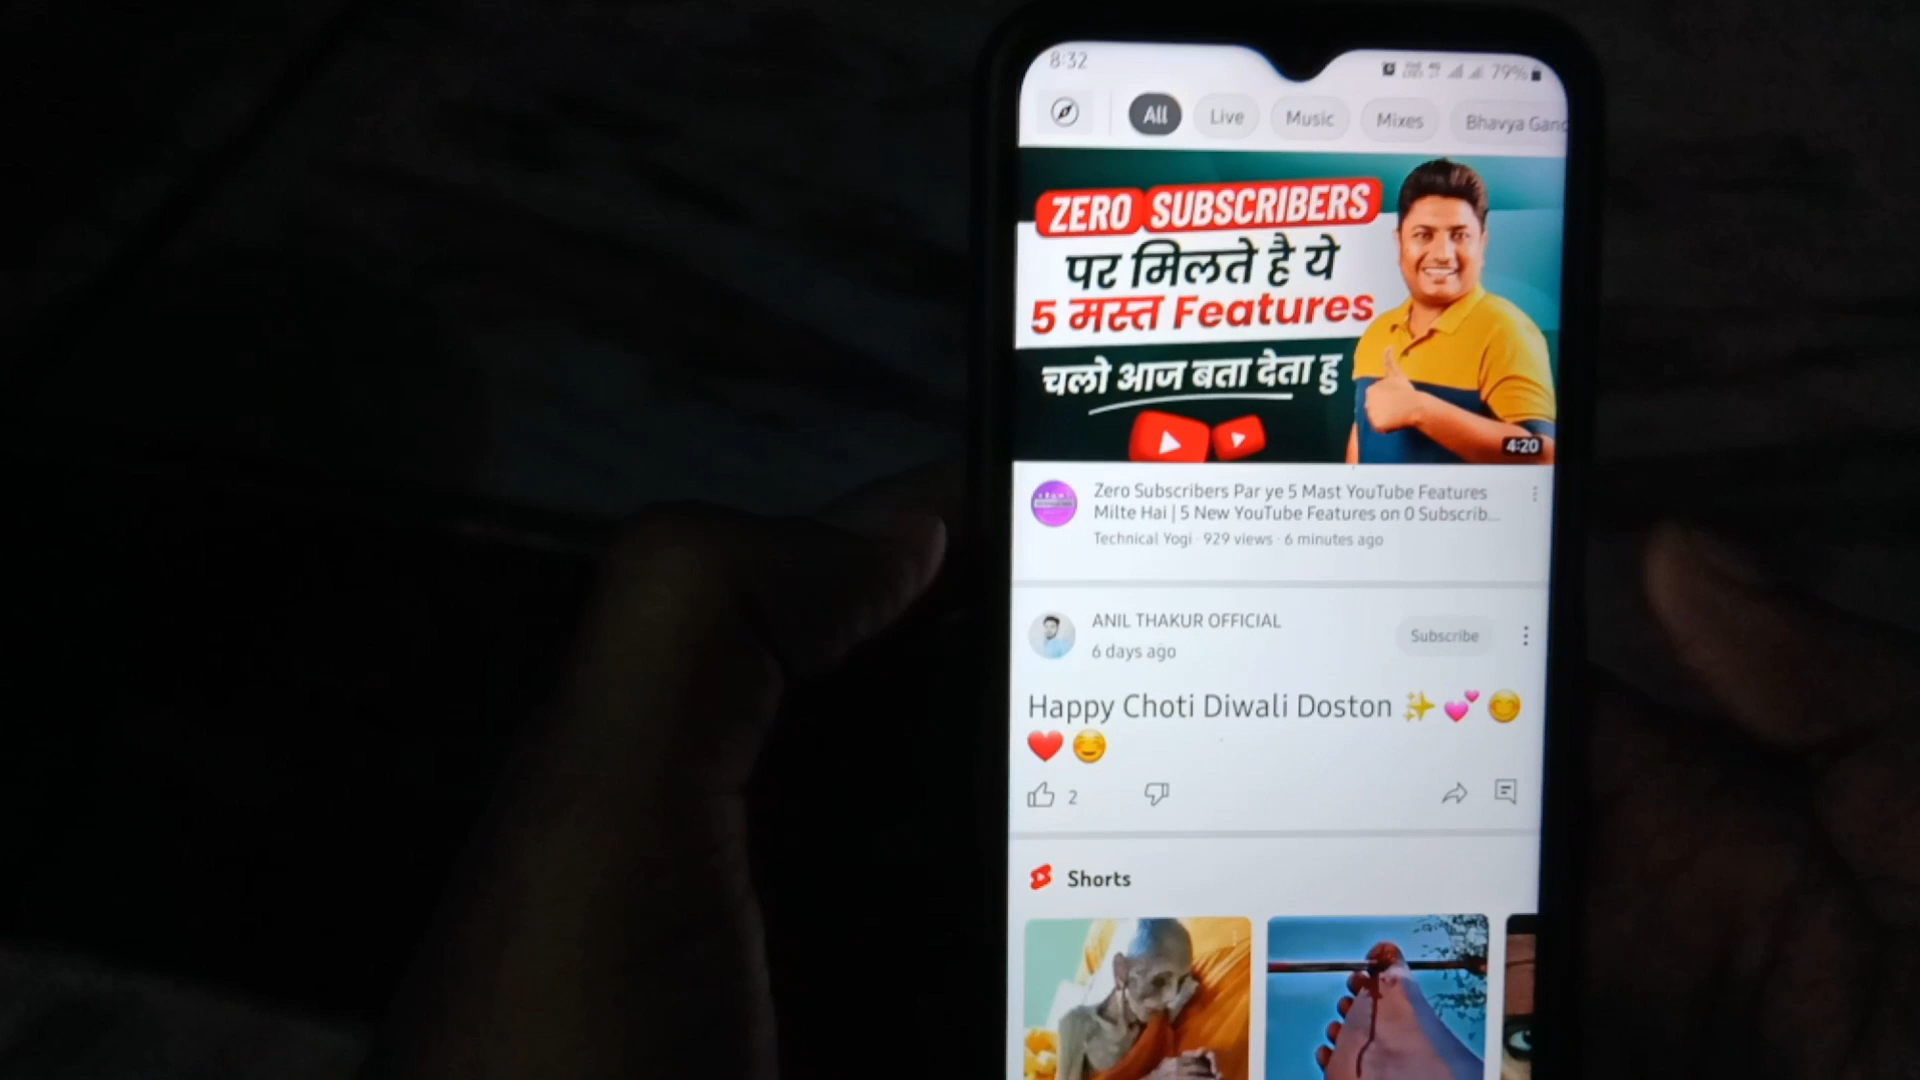 8:32
79%
All
Live
Music
Mixes
Bhavya Gand
ZERO SUBSCRIBERS
पर मिलते है ये
5 मस्त Features
चलो आज बता देता हु
4:20
Zero Subscribers Par ye 5 Mast YouTube Features
Milte Hai | 5 New YouTube Features on 0 Subscrib...
Technical Yogi · 929 views · 6 minutes ago
ANIL THAKUR OFFICIAL
Subscribe
6 days ago
Happy Choti Diwali Doston ✨ 💕 😊
❤️ ☺️
2
Shorts